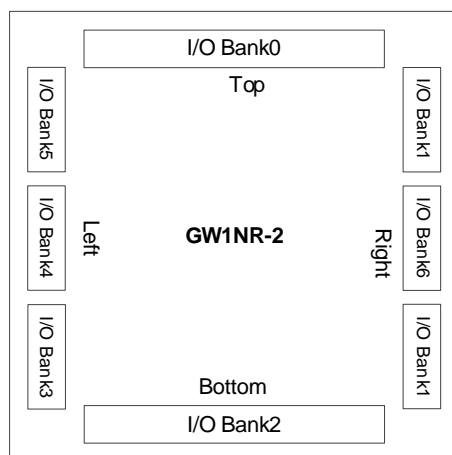 I/O Bank0
Top
I/O Bank5
I/O Bank1
I/O Bank4
Left
GW1NR-2
Right
I/O Bank6
I/O Bank3
I/O Bank1
Bottom
I/O Bank2